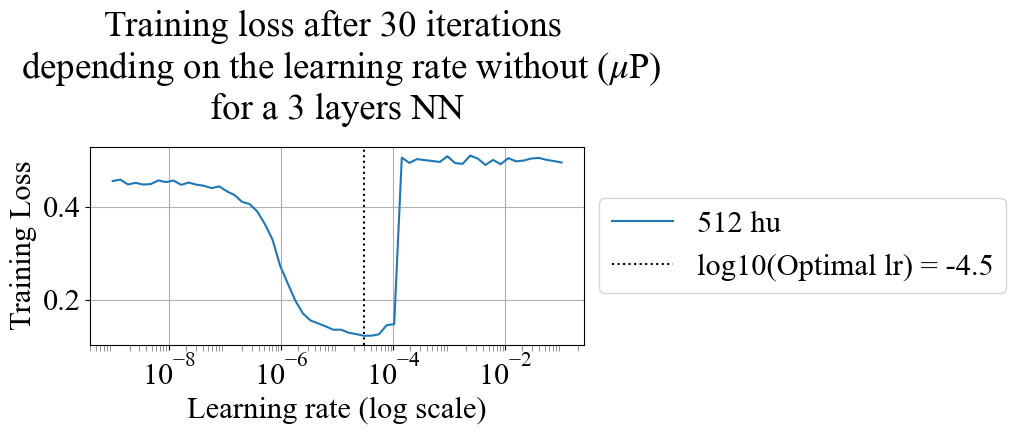 Training loss after 30 iterations
depending on the learning rate without (μP)
for a 3 layers NN
Training Loss
0.4
0.2
10⁻⁸ 10⁻⁶ 10⁻⁴ 10⁻²
Learning rate (log scale)
512 hu
log10(Optimal lr) = -4.5